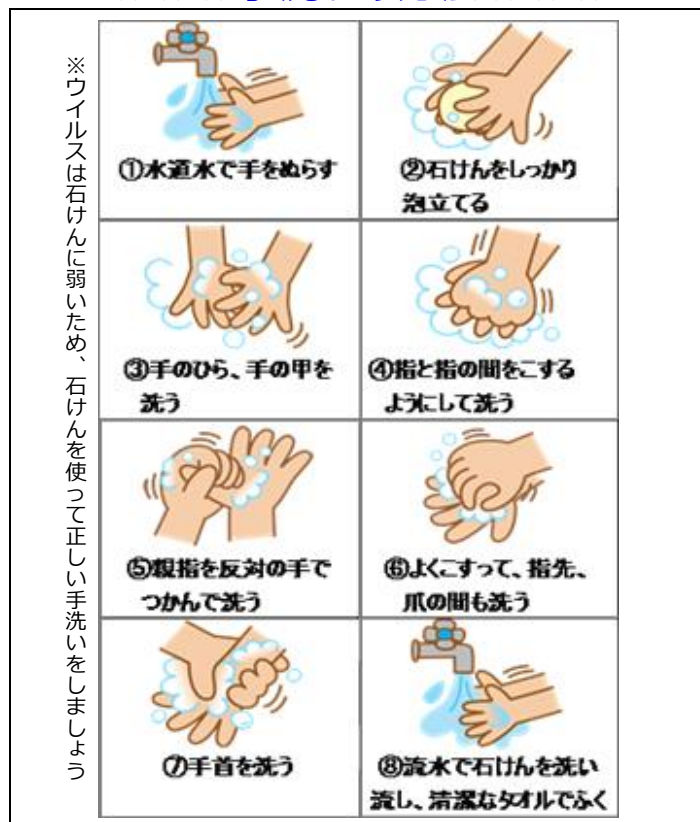 ※ウイルスは石けんに弱いため、石けんを使って正しい手洗いをしましょう
①水道水で手をぬらす
②石けんをしっかり
泡立てる
③手のひら、手の甲を
洗う
④指と指の間をこする
ようにして洗う
⑤親指を反対の手で
つかんで洗う
⑥よくこすって、指先、
爪の間も洗う
⑦手首を洗う
⑧流水で石けんを洗い
流し、清潔なタオルでふく